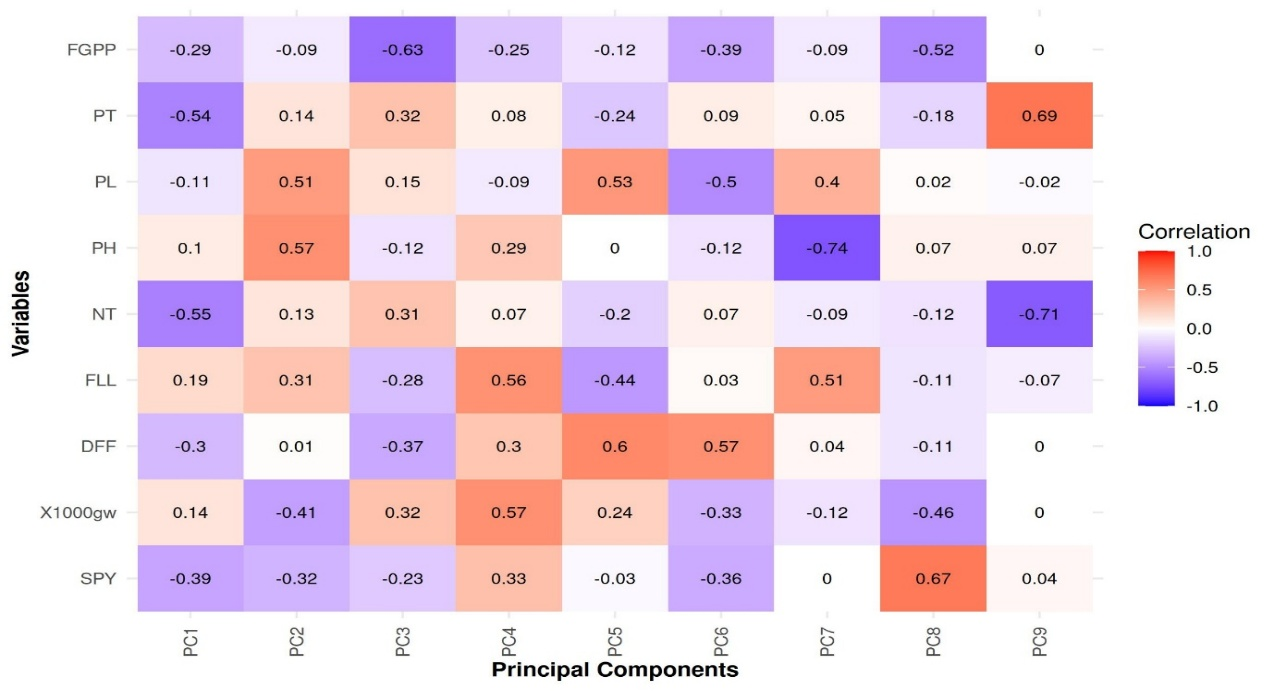 FGPP -0.29 -0.09 -0.63 -0.25 -0.12 -0.39 -0.09 -0.52 0
PT -0.54 0.14 0.32 0.08 -0.24 0.09 0.05 -0.18 0.69
PL -0.11 0.51 0.15 -0.09 0.53 -0.5 0.4 0.02 -0.02
PH 0.1 0.57 -0.12 0.29 0 -0.12 -0.74 0.07 0.07
NT -0.55 0.13 0.31 0.07 -0.2 0.07 -0.09 -0.12 -0.71
FLL 0.19 0.31 -0.28 0.56 -0.44 0.03 0.51 -0.11 -0.07
DFF -0.3 0.01 -0.37 0.3 0.6 0.57 0.04 -0.11 0
X1000gw 0.14 -0.41 0.32 0.57 0.24 -0.33 -0.12 -0.46 0
SPY -0.39 -0.32 -0.23 0.33 -0.03 -0.36 0 0.67 0.04
PC1 PC2 PC3 PC4 PC5 PC6 PC7 PC8 PC9
Principal Components
Variables
Correlation
1.0
0.5
0.0
-0.5
-1.0